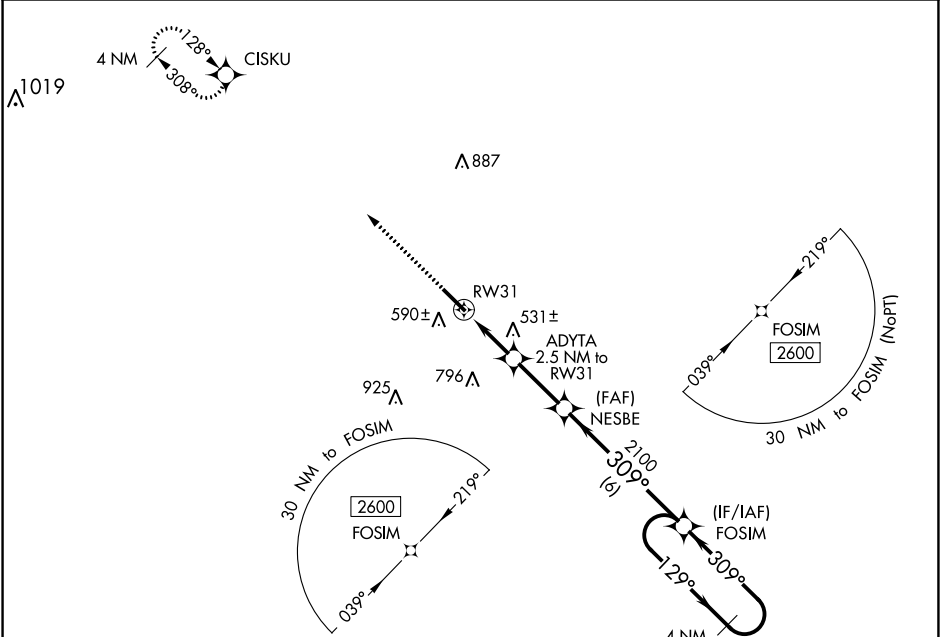 4 NM
128°
CISKU
308°
1019
887
RW31
590±
531±
ADYTA
2.5 NM to
RW31
796
925
(FAF)
NESBE
2100
309°
(6)
(IF/IAF)
FOSIM
309°
129°
4 NM
219°
FOSIM
2600
039°
30 NM to FOSIM (NoPT)
30 NM to FOSIM
2600
FOSIM
219°
039°